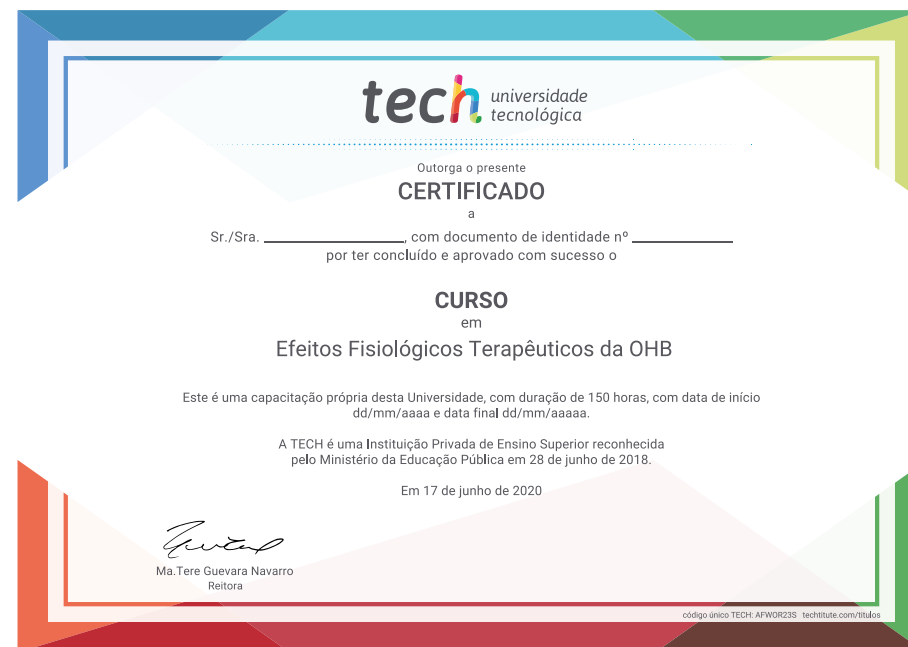 tech universidade
tecnológica
Outorga o presente
CERTIFICADO
a
Sr./Sra. ____________________, com documento de identidade nº ______________
por ter concluído e aprovado com sucesso o
CURSO
em
Efeitos Fisiológicos Terapêuticos da OHB
Este é uma capacitação própria desta Universidade, com duração de 150 horas, com data de início
dd/mm/aaaa e data final dd/mm/aaaaa.
A TECH é uma Instituição Privada de Ensino Superior reconhecida
pelo Ministério da Educação Pública em 28 de junho de 2018.
Em 17 de junho de 2020
Ma.Tere Guevara Navarro
Reitora
código único TECH: AFWOR23S techtitute.com/titulos